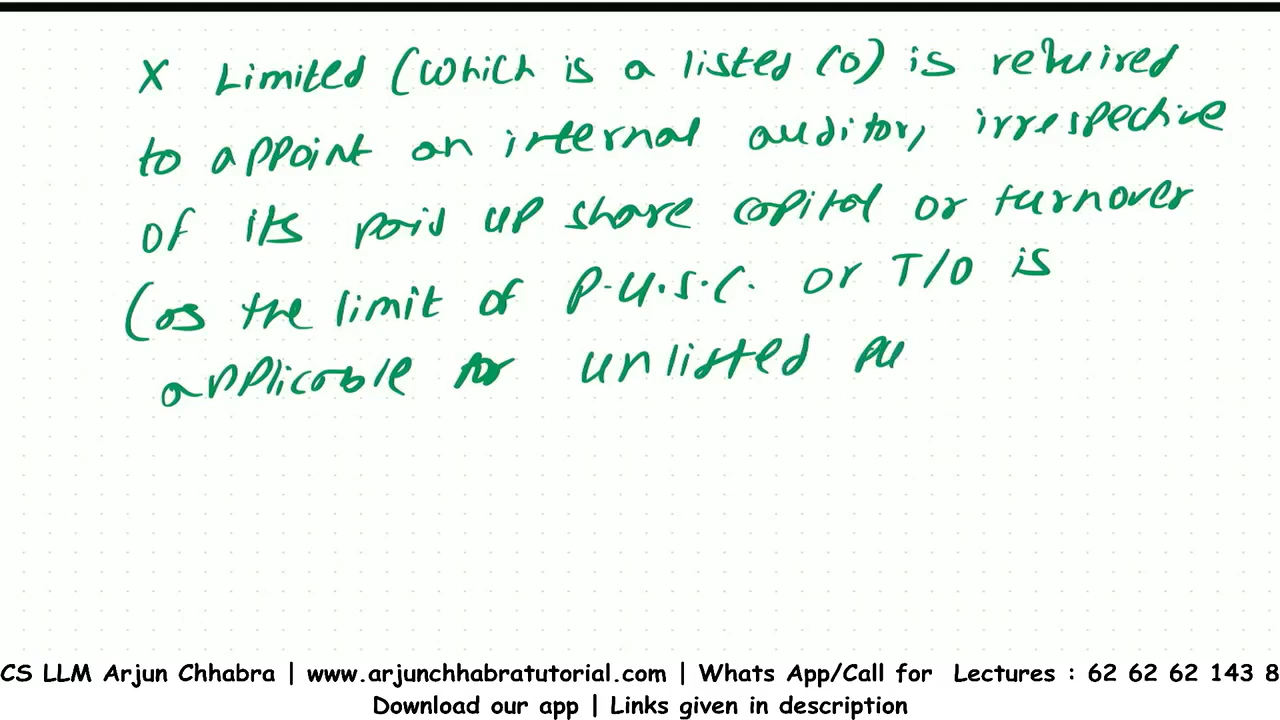 X Limited (which is a listed Co) is required
to appoint an internal auditor, irrespective
of its paid up share capital or turnover
(as the limit of P.U.S.C. or T/O is
applicable for unlisted pu
CS LLM Arjun Chhabra | www.arjunchhabratutorial.com | Whats App/Call for Lectures : 62 62 62 143 8
Download our app | Links given in description